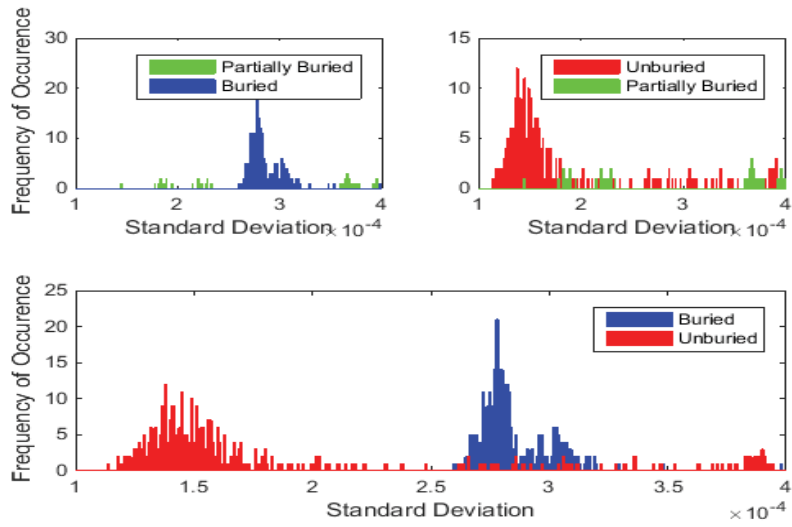 30
20
10
0
Frequency of Occurence
Partially Buried
Buried
1 2 3 4
Standard Deviation × 10-4
15
10
5
0
Unburied
Partially Buried
1 2 3 4
Standard Deviation × 10-4
25
20
15
10
5
0
Frequency of Occurence
Buried
Unburied
1 1.5 2 2.5 3 3.5 4
Standard Deviation × 10-4